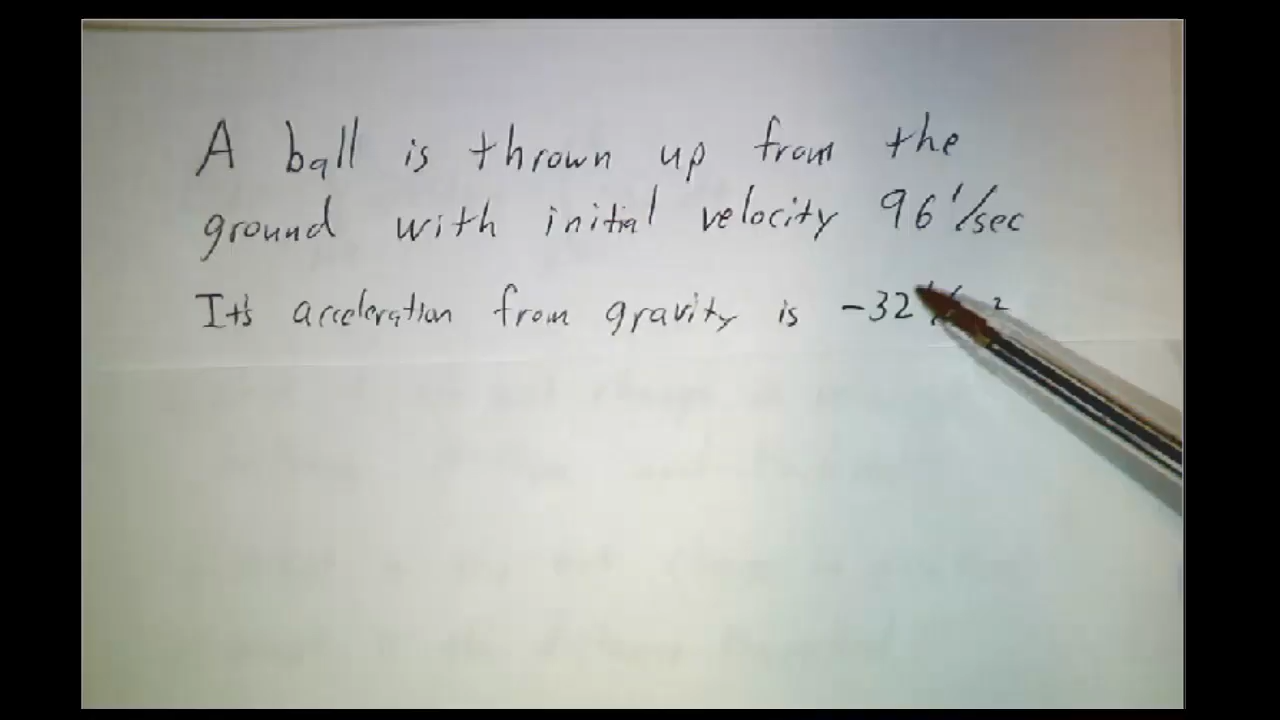 A ball is thrown up from the
ground with initial velocity 96'/sec
It's acceleration from gravity is -32